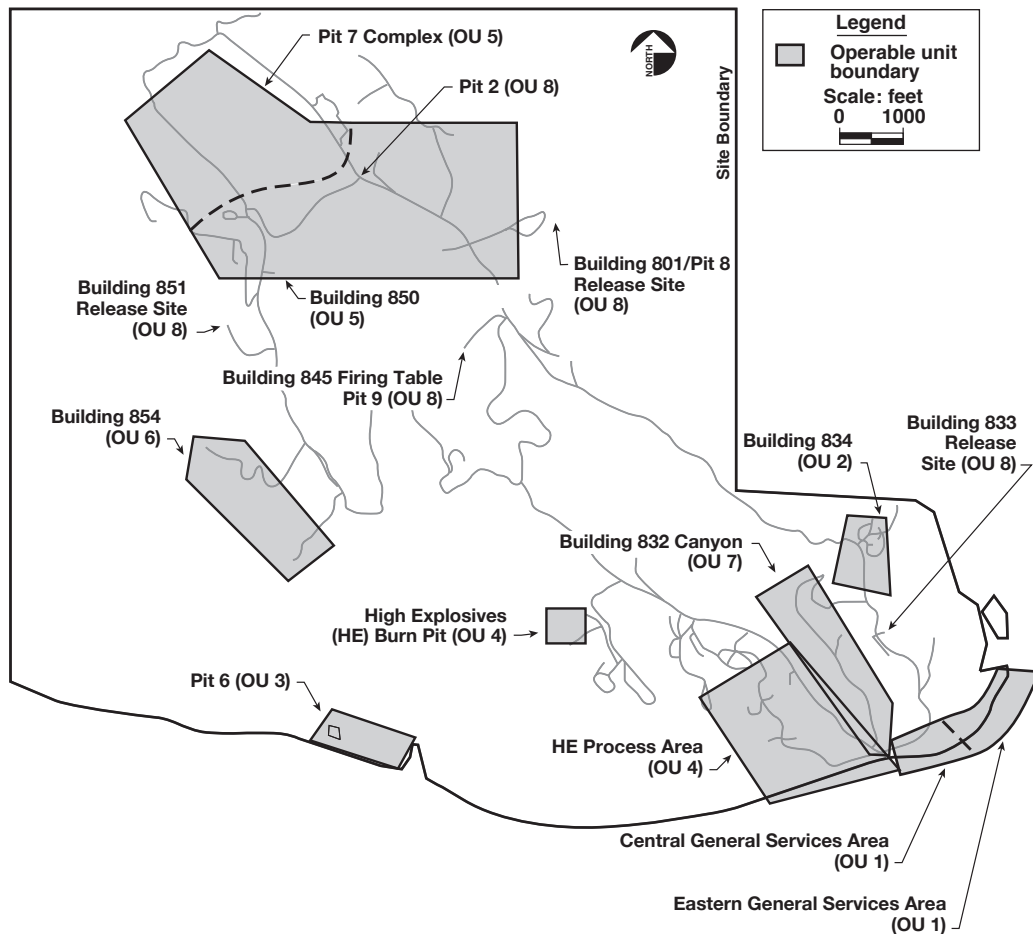 Pit 7 Complex (OU 5)
Pit 2 (OU 8)
NORTH
Site Boundary
Legend
Operable unit
boundary
Scale: feet
0 1000
Building 801/Pit 8
Release Site
(OU 8)
Building 851
Release Site
(OU 8)
Building 850
(OU 5)
Building 845 Firing Table
Pit 9 (OU 8)
Building 854
(OU 6)
Building 834
(OU 2)
Building 833
Release
Site (OU 8)
Building 832 Canyon
(OU 7)
High Explosives
(HE) Burn Pit (OU 4)
Pit 6 (OU 3)
HE Process Area
(OU 4)
Central General Services Area
(OU 1)
Eastern General Services Area
(OU 1)